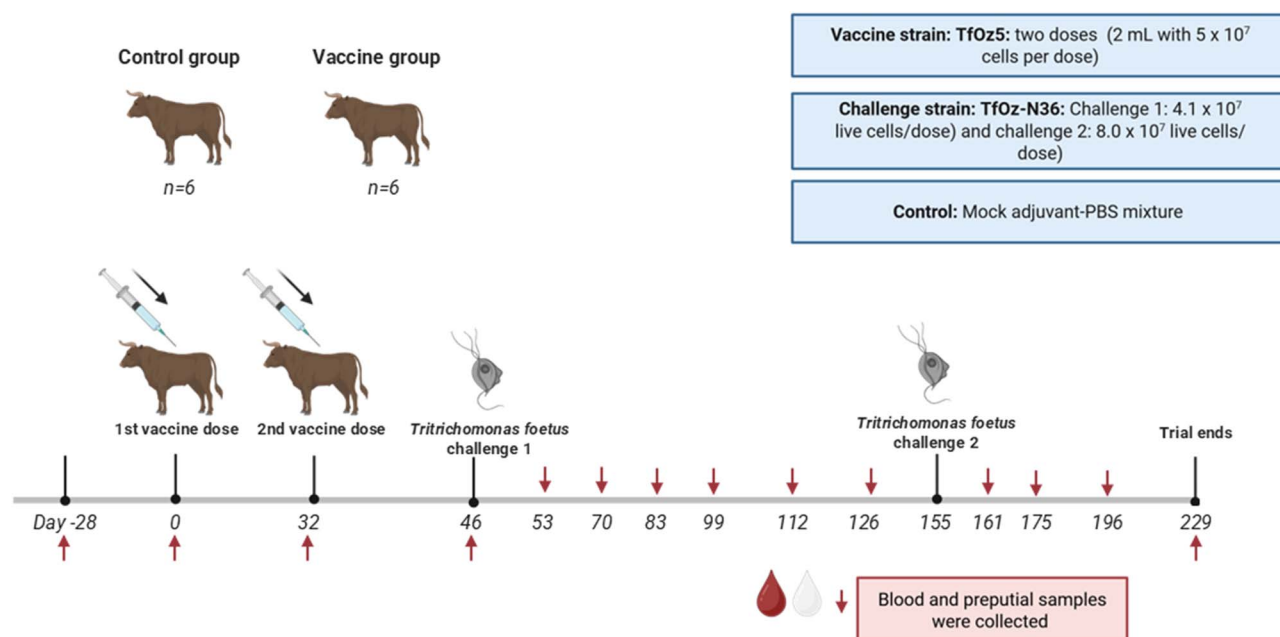 Control group
Vaccine group
n=6
n=6
Vaccine strain: TfOz5: two doses (2 mL with 5 x 10⁷
cells per dose)
Challenge strain: TfOz-N36: Challenge 1: 4.1 x 10⁷
live cells/dose) and challenge 2: 8.0 x 10⁷ live cells/
dose)
Control: Mock adjuvant-PBS mixture
1st vaccine dose
2nd vaccine dose
Tritrichomonas foetus
challenge 1
Tritrichomonas foetus
challenge 2
Trial ends
Day -28
0
32
46
53
70
83
99
112
126
155
161
175
196
229
Blood and preputial samples
were collected